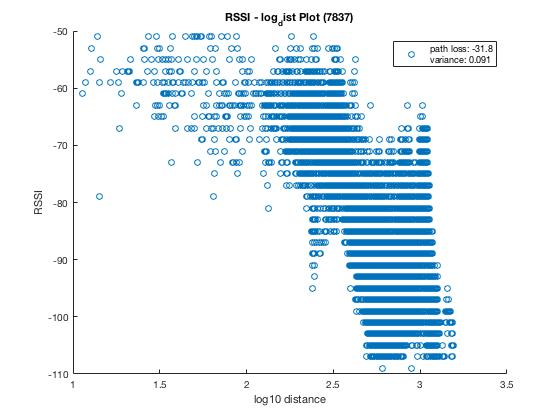 RSSI - log_dist Plot (7837)
path loss: -31.8
variance: 0.091
-50
-60
-70
-80
-90
-100
-110
RSSI
1
1.5
2
2.5
3
3.5
log10 distance